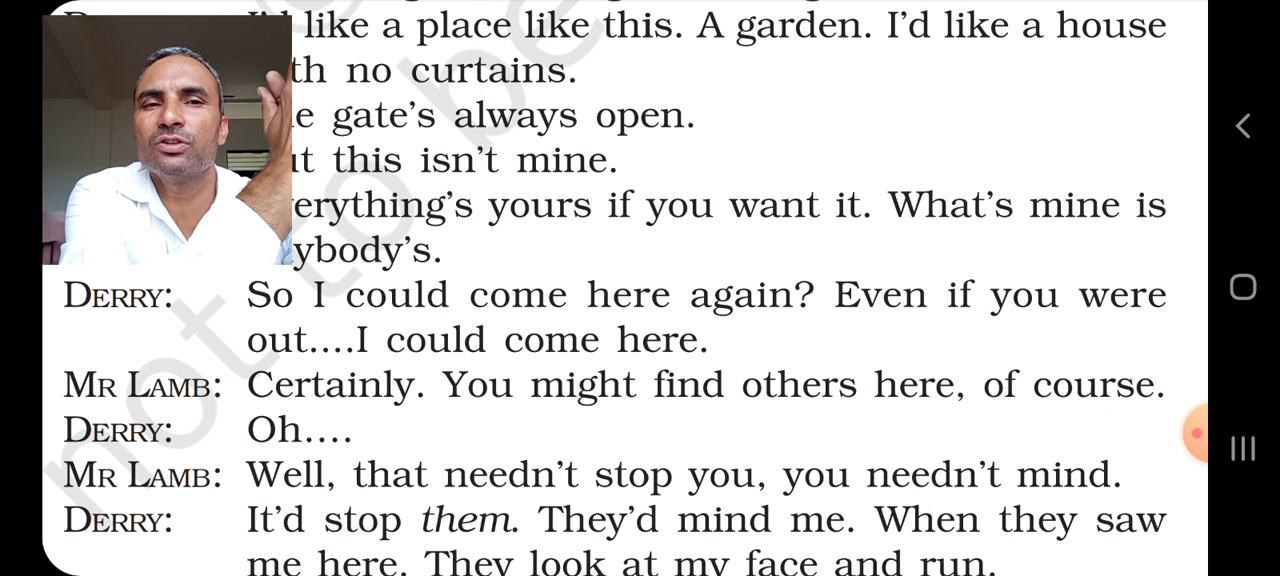 like a place like this. A garden. I'd like a house
no curtains.
gate's always open.
this isn't mine.
yours if you want it. What's mine is
DERRY: So I could come here again? Even if you were
out....I could come here.
MR LAMB: Certainly. You might find others here, of course.
DERRY: Oh....
MR LAMB: Well, that needn't stop you, you needn't mind.
DERRY: It'd stop them. They'd mind me. When they saw
me here. They look at my face and run.
not to be